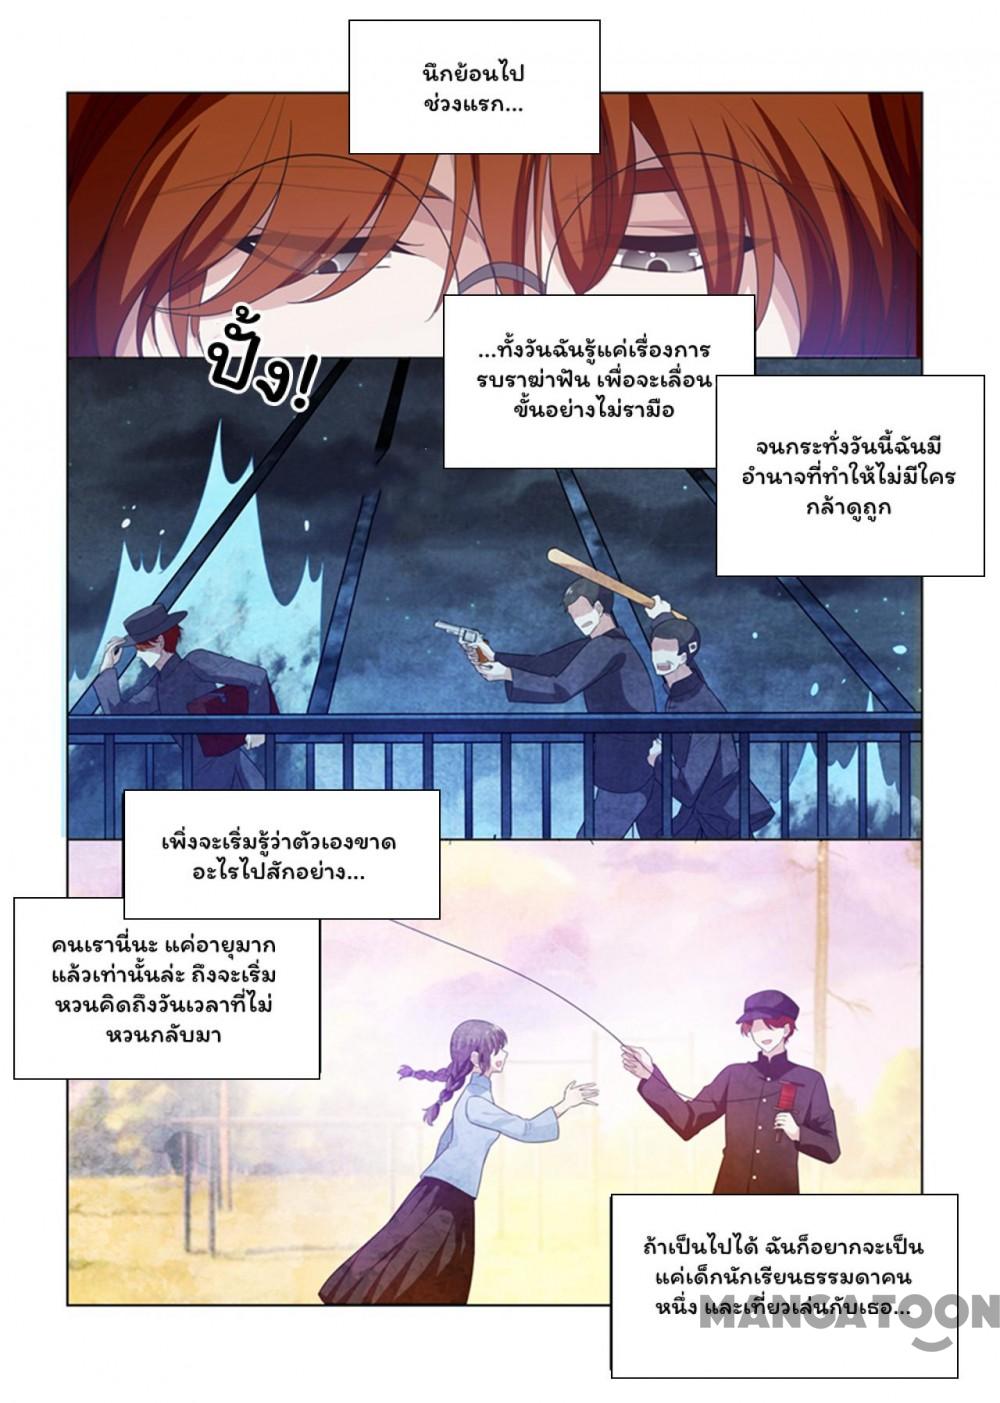 นึกย้อนไป
ช่วงแรก...
ปั้ง!
...ทั้งวันฉันรู้แค่เรื่องการ
รบราฆ่าฟัน เพื่อจะเลื่อน
ขั้นอย่างไม่รามือ
จนกระทั่งวันนี้ฉันมี
อำนาจที่ทำให้ไม่มีใคร
กล้าดูถูก
เพิ่งจะเริ่มรู้ว่าตัวเองขาด
อะไรไปสักอย่าง...
คนเรานี่นะ แค่อายุมาก
แล้วเท่านั้นล่ะ ถึงจะเริ่ม
หวนคิดถึงวันเวลาที่ไม่
หวนกลับมา
ถ้าเป็นไปได้ ฉันก็อยากจะเป็น
แค่เด็กนักเรียนธรรมดาคน
หนึ่ง และเที่ยวเล่นกับเธอ...
MANGATOON